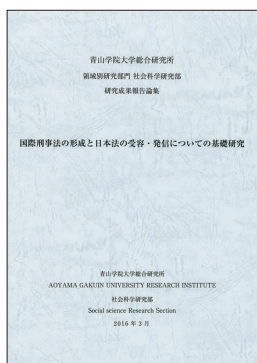 青山学院大学総合研究所
領域別研究部門 社会科学研究部
研究成果報告論集
国際刑事法の形成と日本法の受容・発信についての基礎研究
青山学院大学総合研究所
AOYAMA GAKUIN UNIVERSITY RESEARCH INSTITUTE
社会科学研究部
Social science Research Section
2016年3月